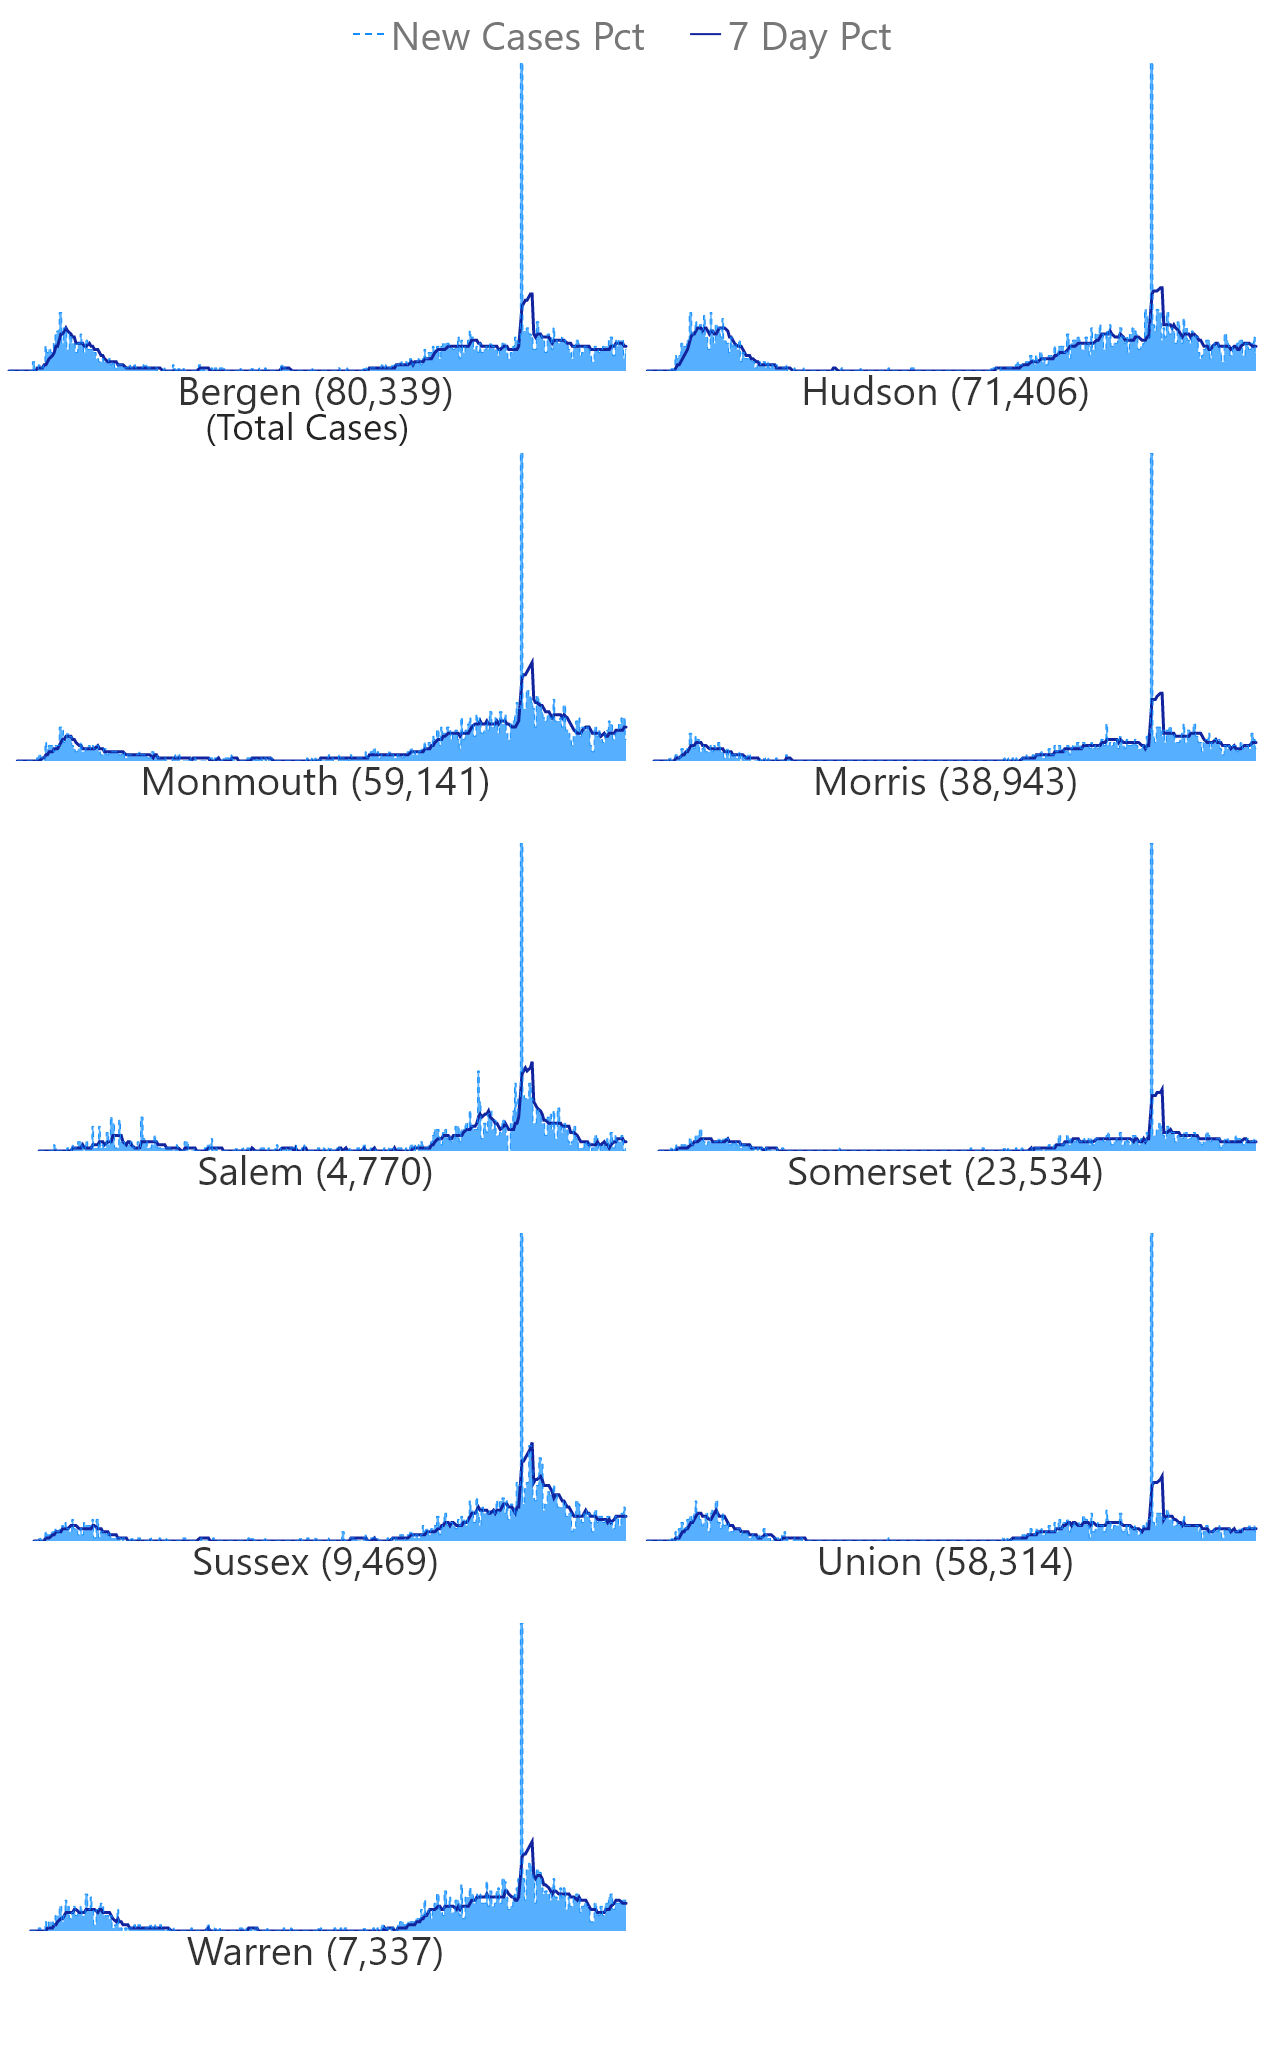 New Cases Pct 7 Day Pct
Bergen (80,339) Hudson (71,406)
(Total Cases)
Monmouth (59,141) Morris (38,943)
Salem (4,770) Somerset (23,534)
Sussex (9,469) Union (58,314)
Warren (7,337)